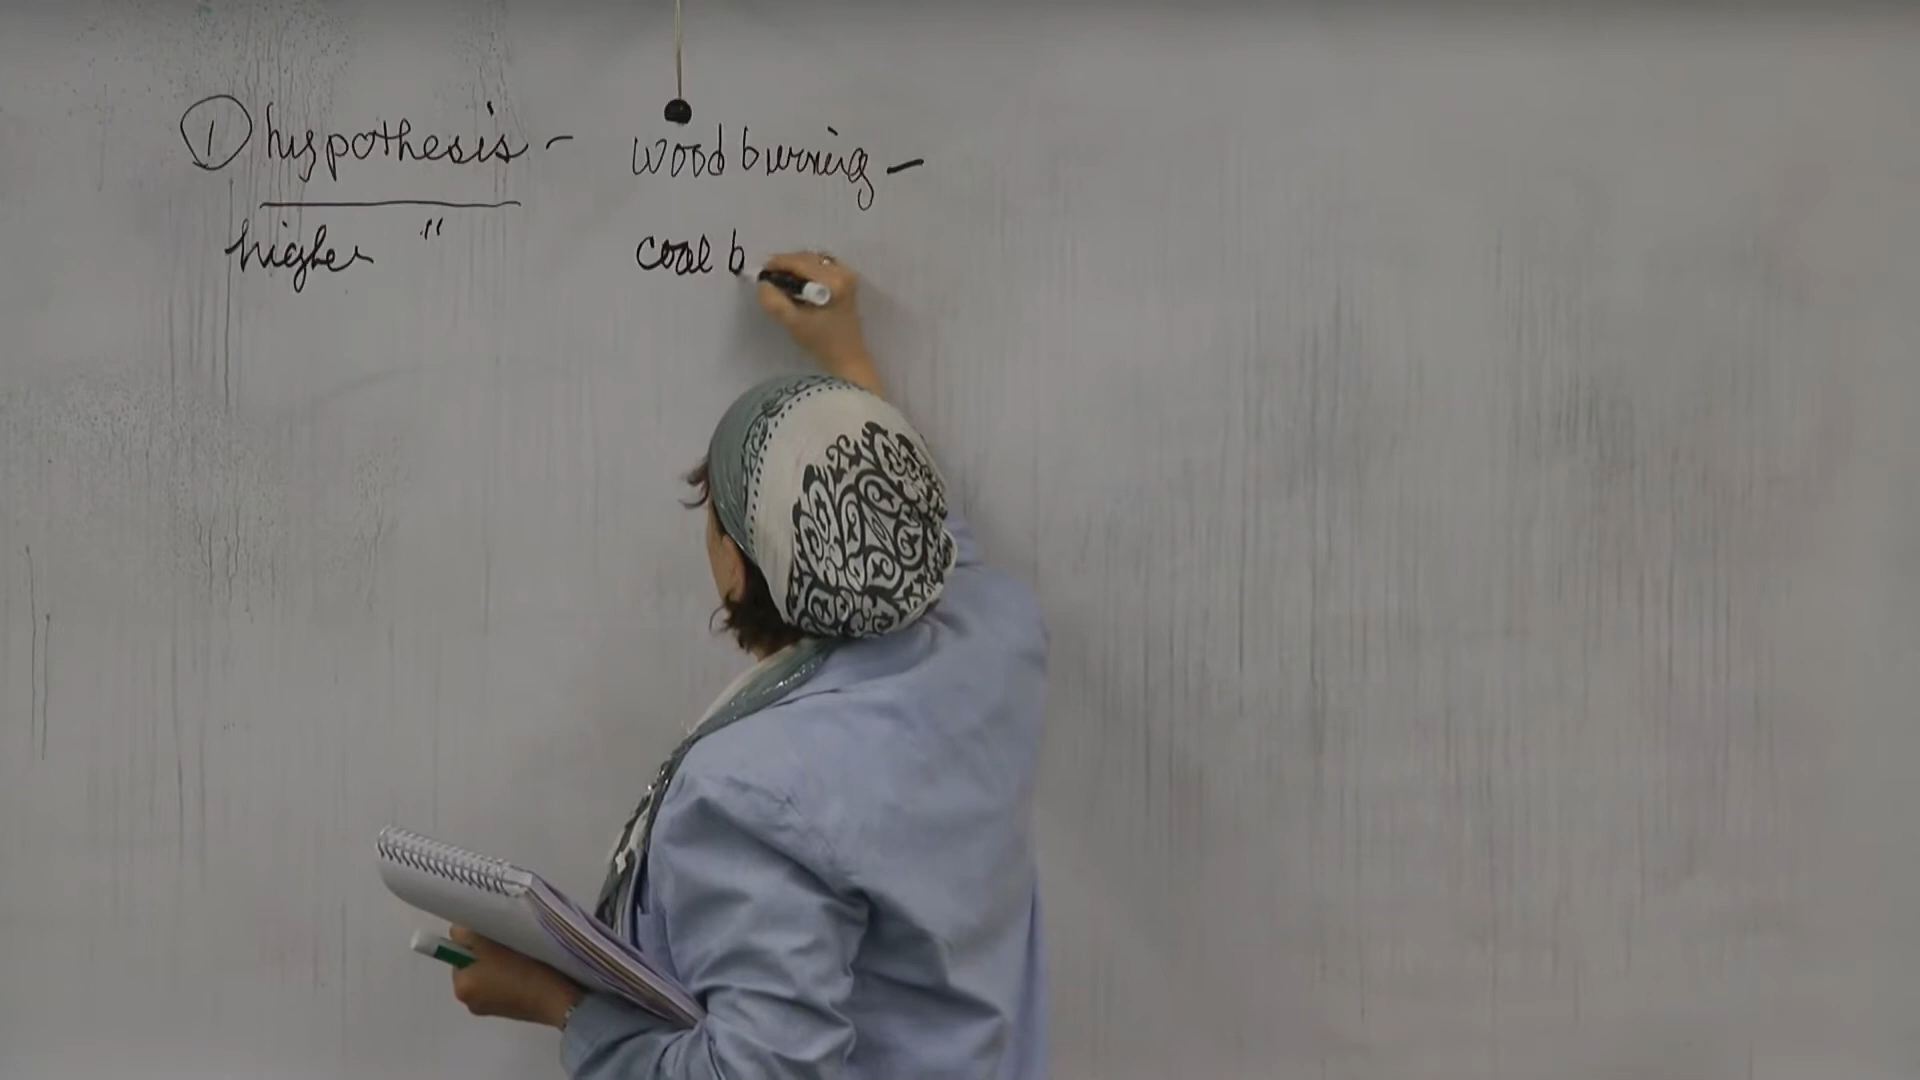 ① hypothesis - wood burning -
higher " coal b